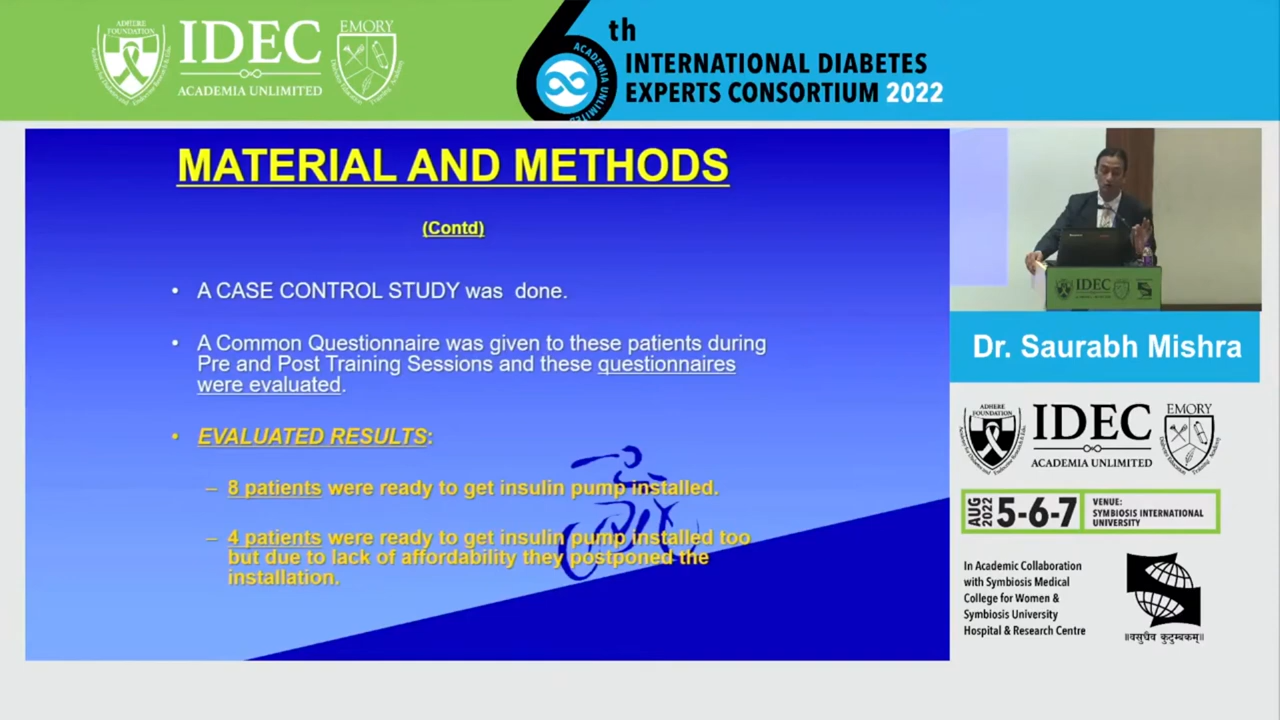 ADHERE
FOUNDATION
IDEC
ACADEMIA UNLIMITED
EMORY
6th
ACADEMIA UNLIMITED
INTERNATIONAL DIABETES
EXPERTS CONSORTIUM 2022
MATERIAL AND METHODS
(Contd)
• A CASE CONTROL STUDY was done.
• A Common Questionnaire was given to these patients during
Pre and Post Training Sessions and these questionnaires
were evaluated.
• EVALUATED RESULTS:
– 8 patients were ready to get insulin pump installed.
– 4 patients were ready to get insulin pump installed too
but due to lack of affordability they postponed the
installation.
IDEC
Dr. Saurabh Mishra
ADHERE
FOUNDATION
IDEC
ACADEMIA UNLIMITED
EMORY
AUG
2022
5-6-7
VENUE:
SYMBIOSIS INTERNATIONAL
UNIVERSITY
In Academic Collaboration
with Symbiosis Medical
College for Women &
Symbiosis University
Hospital & Research Centre
॥वसुधैव कुटुम्बकम्॥